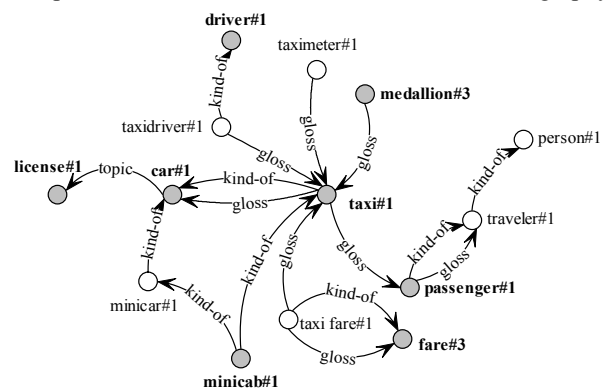 driver#1
taximeter#1
medallion#3
kind-of
taxidriver#1
gloss
gloss
gloss
person#1
license#1
topic
car#1
kind-of
gloss
taxi#1
kind-of
traveler#1
kind-of
kind-of
gloss
gloss
kind-of
gloss
passenger#1
minicar#1
kind-of
kind-of
taxi fare#1
gloss
fare#3
minicab#1